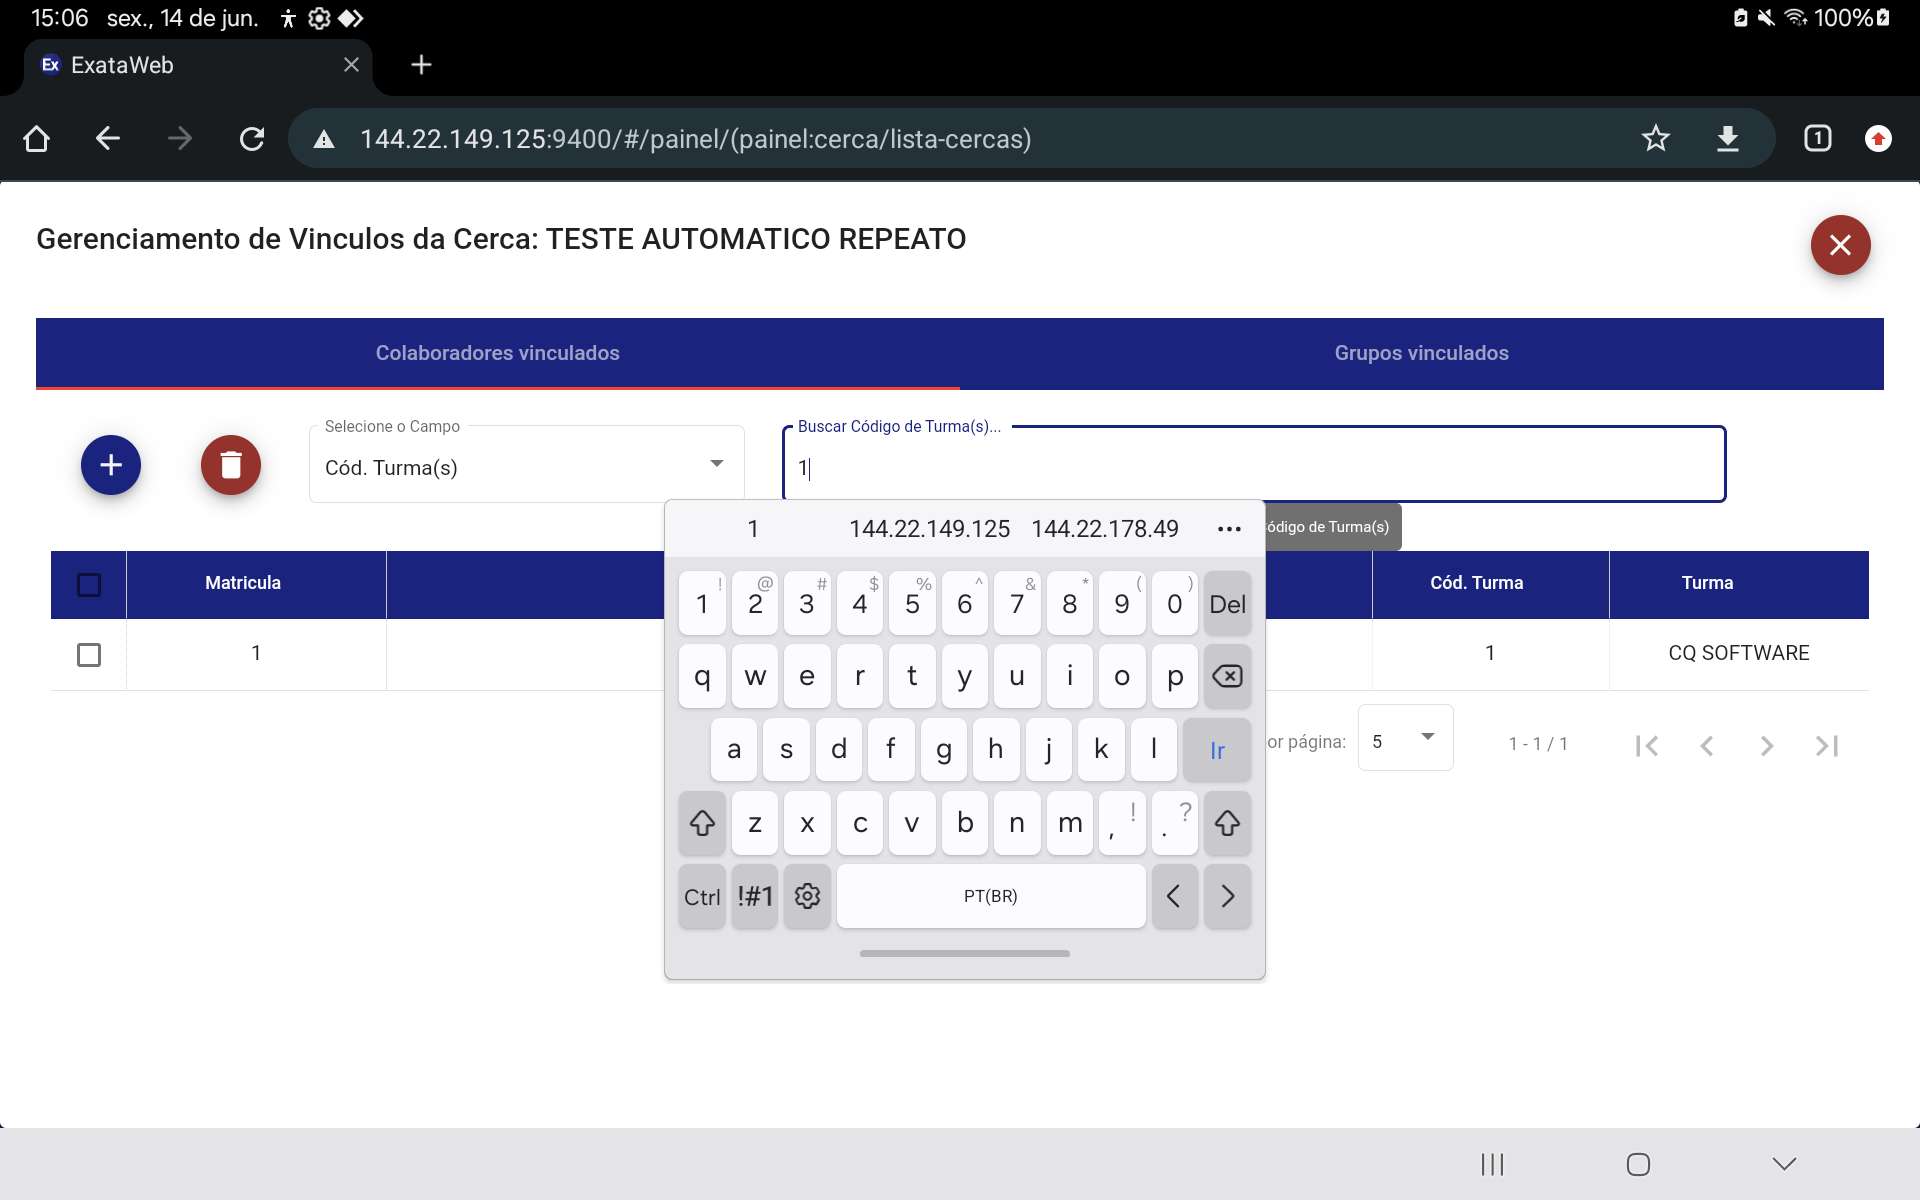 15:06 sex., 14 de jun. 100%
Ex ExataWeb
144.22.149.125:9400/#/painel/(painel:cerca/lista-cercas) 1
Gerenciamento de Vinculos da Cerca: TESTE AUTOMATICO REPEATO
Colaboradores vinculados Grupos vinculados
Selecione o Campo
Cód. Turma(s)
Buscar Código de Turma(s)...
1
1 144.22.149.125 144.22.178.49 ...
ódigo de Turma(s)
Matricula Cód. Turma Turma
1 1 CQ SOFTWARE
or página: 5 1 - 1 / 1
! @ # $ % ^ & * ( )
1 2 3 4 5 6 7 8 9 0 Del
q w e r t y u i o p
a s d f g h j k l Ir
z x c v b n m , ! . ?
Ctrl !#1 PT(BR) < >